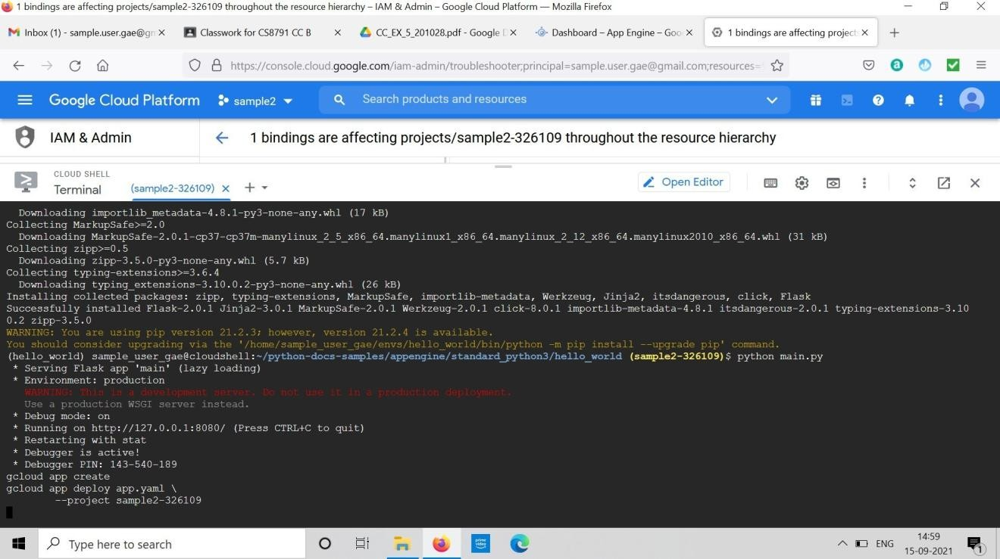 1 bindings are affecting projects/sample2-326109 throughout the resource hierarchy – IAM & Admin – Google Cloud Platform — Mozilla Firefox
Inbox (1) - sample.user.gae@gm
Classwork for CS8791 CC B
CC_EX_5_201028.pdf - Google D
Dashboard – App Engine – Goo
1 bindings are affecting project
https://console.cloud.google.com/iam-admin/troubleshooter;principal=sample.user.gae@gmail.com;resources=
Google Cloud Platform
sample2
Search products and resources
IAM & Admin
1 bindings are affecting projects/sample2-326109 throughout the resource hierarchy
CLOUD SHELL
Terminal
(sample2-326109)
Open Editor
Downloading importlib_metadata-4.8.1-py3-none-any.whl (17 kB)
Collecting MarkupSafe>=2.0
Downloading MarkupSafe-2.0.1-cp37-cp37m-manylinux_2_5_x86_64.manylinux1_x86_64.manylinux_2_12_x86_64.manylinux2010_x86_64.whl (31 kB)
Collecting zipp>=0.5
Downloading zipp-3.5.0-py3-none-any.whl (5.7 kB)
Collecting typing-extensions>=3.6.4
Downloading typing_extensions-3.10.0.2-py3-none-any.whl (26 kB)
Installing collected packages: zipp, typing-extensions, MarkupSafe, importlib-metadata, Werkzeug, Jinja2, itsdangerous, click, Flask
Successfully installed Flask-2.0.1 Jinja2-3.0.1 MarkupSafe-2.0.1 Werkzeug-2.0.1 click-8.0.1 importlib-metadata-4.8.1 itsdangerous-2.0.1 typing-extensions-3.10
0.2 zipp-3.5.0
WARNING: You are using pip version 21.2.3; however, version 21.2.4 is available.
You should consider upgrading via the '/home/sample_user_gae/envs/hello_world/bin/python -m pip install --upgrade pip' command.
(hello_world) sample_user_gae@cloudshell:~/python-docs-samples/appengine/standard_python3/hello_world (sample2-326109)$ python main.py
* Serving Flask app 'main' (lazy loading)
* Environment: production
WARNING: This is a development server. Do not use it in a production deployment.
Use a production WSGI server instead.
* Debug mode: on
* Running on http://127.0.0.1:8080/ (Press CTRL+C to quit)
* Restarting with stat
* Debugger is active!
* Debugger PIN: 143-540-189
gcloud app create
gcloud app deploy app.yaml \
--project sample2-326109
Type here to search
prime video
ENG
14:59
15-09-2021
1